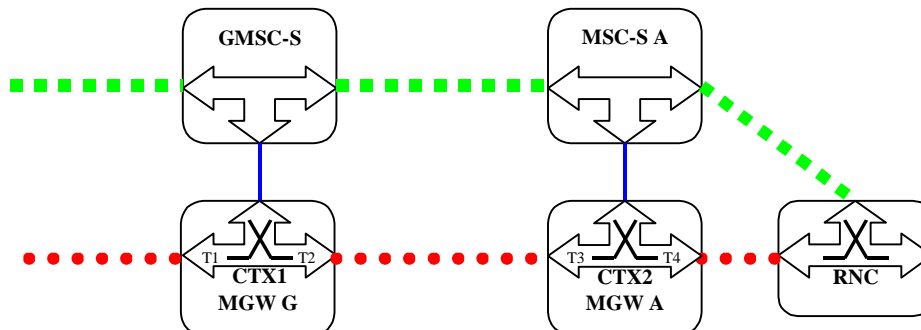 GMSC-S
MSC-S A
T1
T2
CTX1
MGW G
T3
T4
CTX2
MGW A
RNC